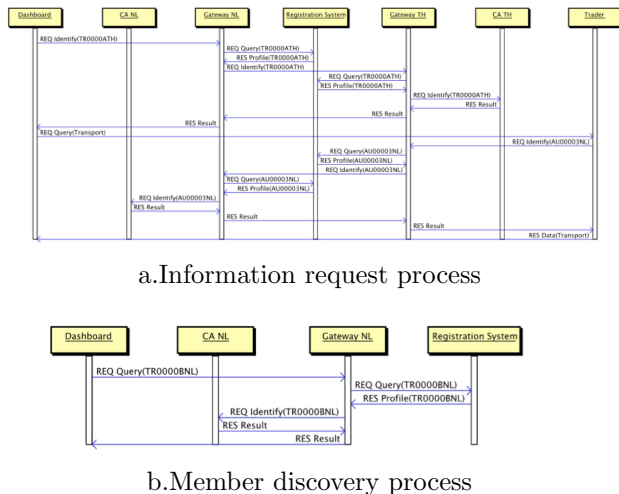 Dashboard CA NL Gateway NL Registration System Gateway TH CA TH Trader
REQ Identify(TR0000ATH)
REQ Query(TR0000ATH)
RES Profile(TR0000ATH)
REQ Identify(TR0000ATH)
REQ Query(TR0000ATH)
RES Profile(TR0000ATH)
REQ Identify(TR0000ATH)
RES Result
RES Result
RES Result
REQ Query(Transport)
REQ Identify(AU00003NL)
REQ Query(AU00003NL)
RES Profile(AU00003NL)
REQ Identify(AU00003NL)
REQ Query(AU00003NL)
RES Profile(AU00003NL)
REQ Identify(AU00003NL)
RES Result
RES Result
RES Result
RES Data(Transport)
a.Information request process
Dashboard CA NL Gateway NL Registration System
REQ Query(TR0000BNL)
REQ Query(TR0000BNL)
RES Profile(TR0000BNL)
REQ Identify(TR0000BNL)
RES Result
RES Result
b.Member discovery process